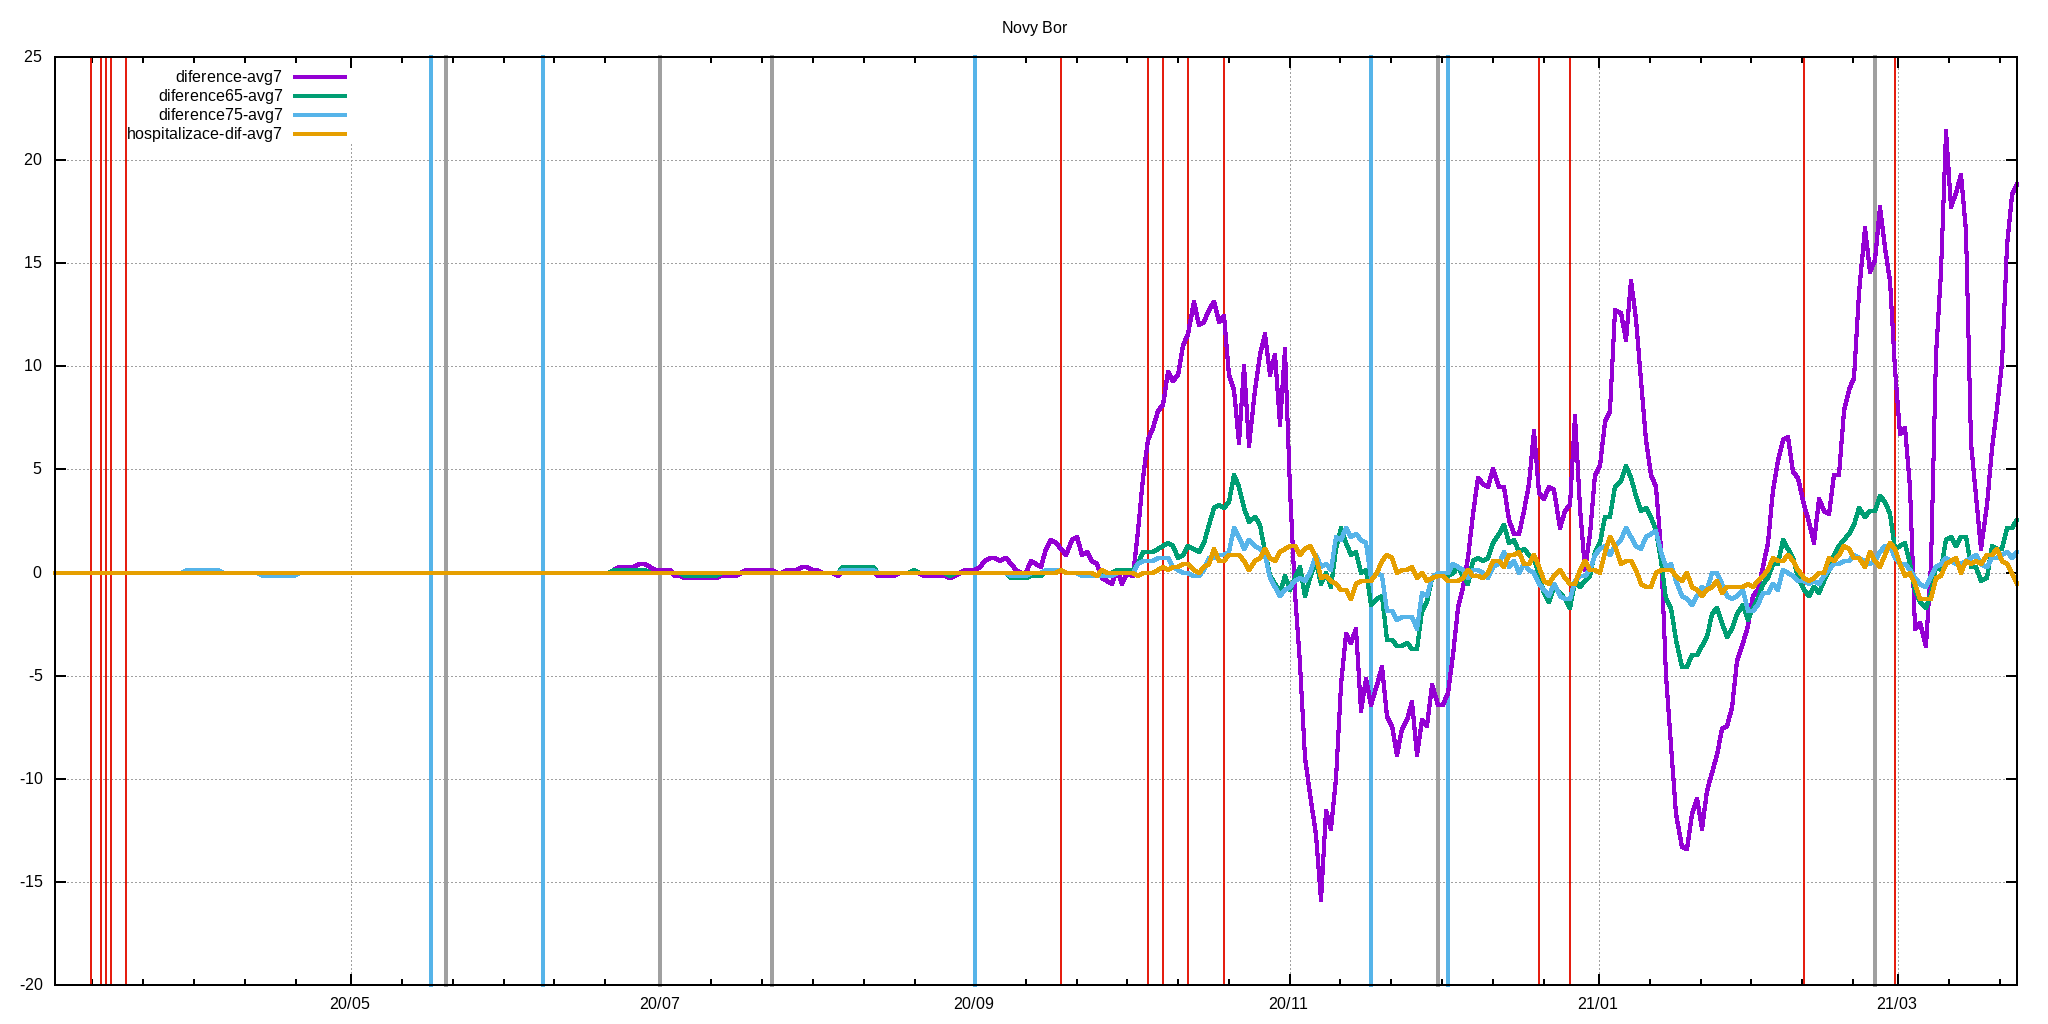 Novy Bor
25
20
15
10
5
0
-5
-10
-15
-20
diference-avg7
diference65-avg7
diference75-avg7
hospitalizace-dif-avg7
20/05 20/07 20/09 20/11 21/01 21/03